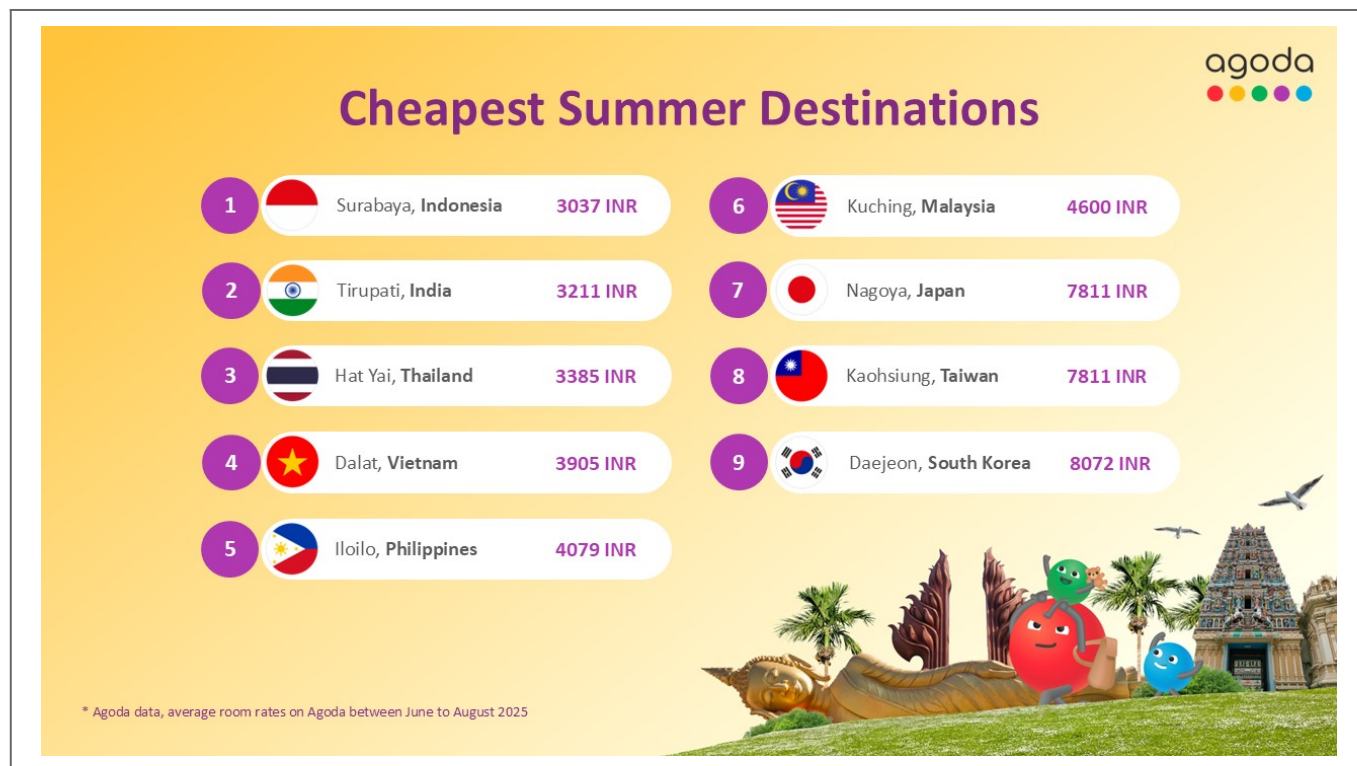 agoda
Cheapest Summer Destinations
1 Surabaya, Indonesia 3037 INR
2 Tirupati, India 3211 INR
3 Hat Yai, Thailand 3385 INR
4 Dalat, Vietnam 3905 INR
5 Iloilo, Philippines 4079 INR
6 Kuching, Malaysia 4600 INR
7 Nagoya, Japan 7811 INR
8 Kaohsiung, Taiwan 7811 INR
9 Daejeon, South Korea 8072 INR
* Agoda data, average room rates on Agoda between June to August 2025